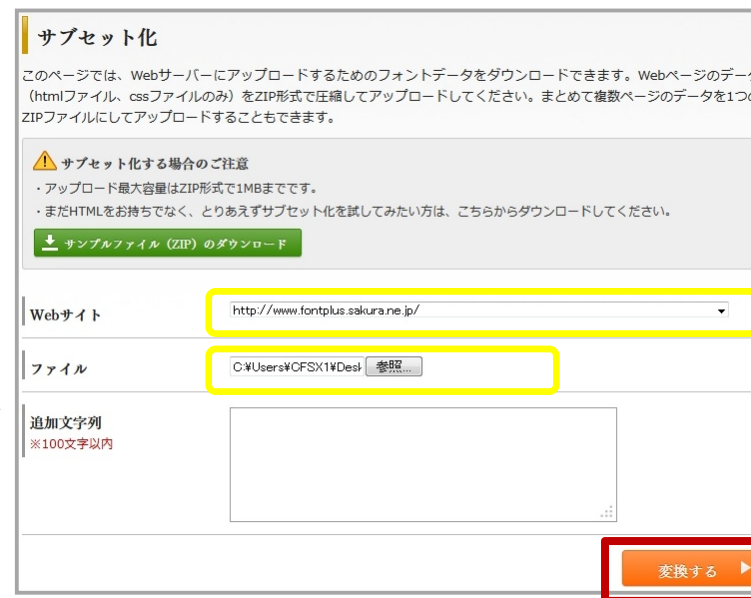 サブセット化
このページでは、Webサーバーにアップロードするためのフォントデータをダウンロードできます。Webページのデー
（htmlファイル、cssファイルのみ）をZIP形式で圧縮してアップロードしてください。まとめて複数ページのデータを1つ
ZIPファイルにしてアップロードすることもできます。
サブセット化する場合のご注意
・アップロード最大容量はZIP形式で1MBまでです。
・まだHTMLをお持ちでなく、とりあえずサブセット化を試してみたい方は、こちらからダウンロードしてください。
サンプルファイル（ZIP）のダウンロード
Webサイト
http://www.fontplus.sakura.ne.jp/
ファイル
C:¥Users¥CFSX1¥Desk 参照...
追加文字列
※100文字以内
変換する